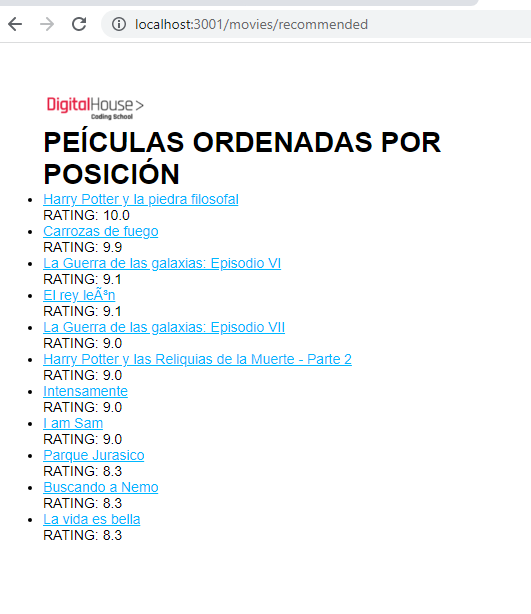 localhost:3001/movies/recommended
DigitalHouse>
Coding School
PEÍCULAS ORDENADAS POR
POSICIÓN
Harry Potter y la piedra filosofal
RATING: 10.0
Carrozas de fuego
RATING: 9.9
La Guerra de las galaxias: Episodio VI
RATING: 9.1
El rey leÃ³n
RATING: 9.1
La Guerra de las galaxias: Episodio VII
RATING: 9.0
Harry Potter y las Reliquias de la Muerte - Parte 2
RATING: 9.0
Intensamente
RATING: 9.0
I am Sam
RATING: 9.0
Parque Jurasico
RATING: 8.3
Buscando a Nemo
RATING: 8.3
La vida es bella
RATING: 8.3